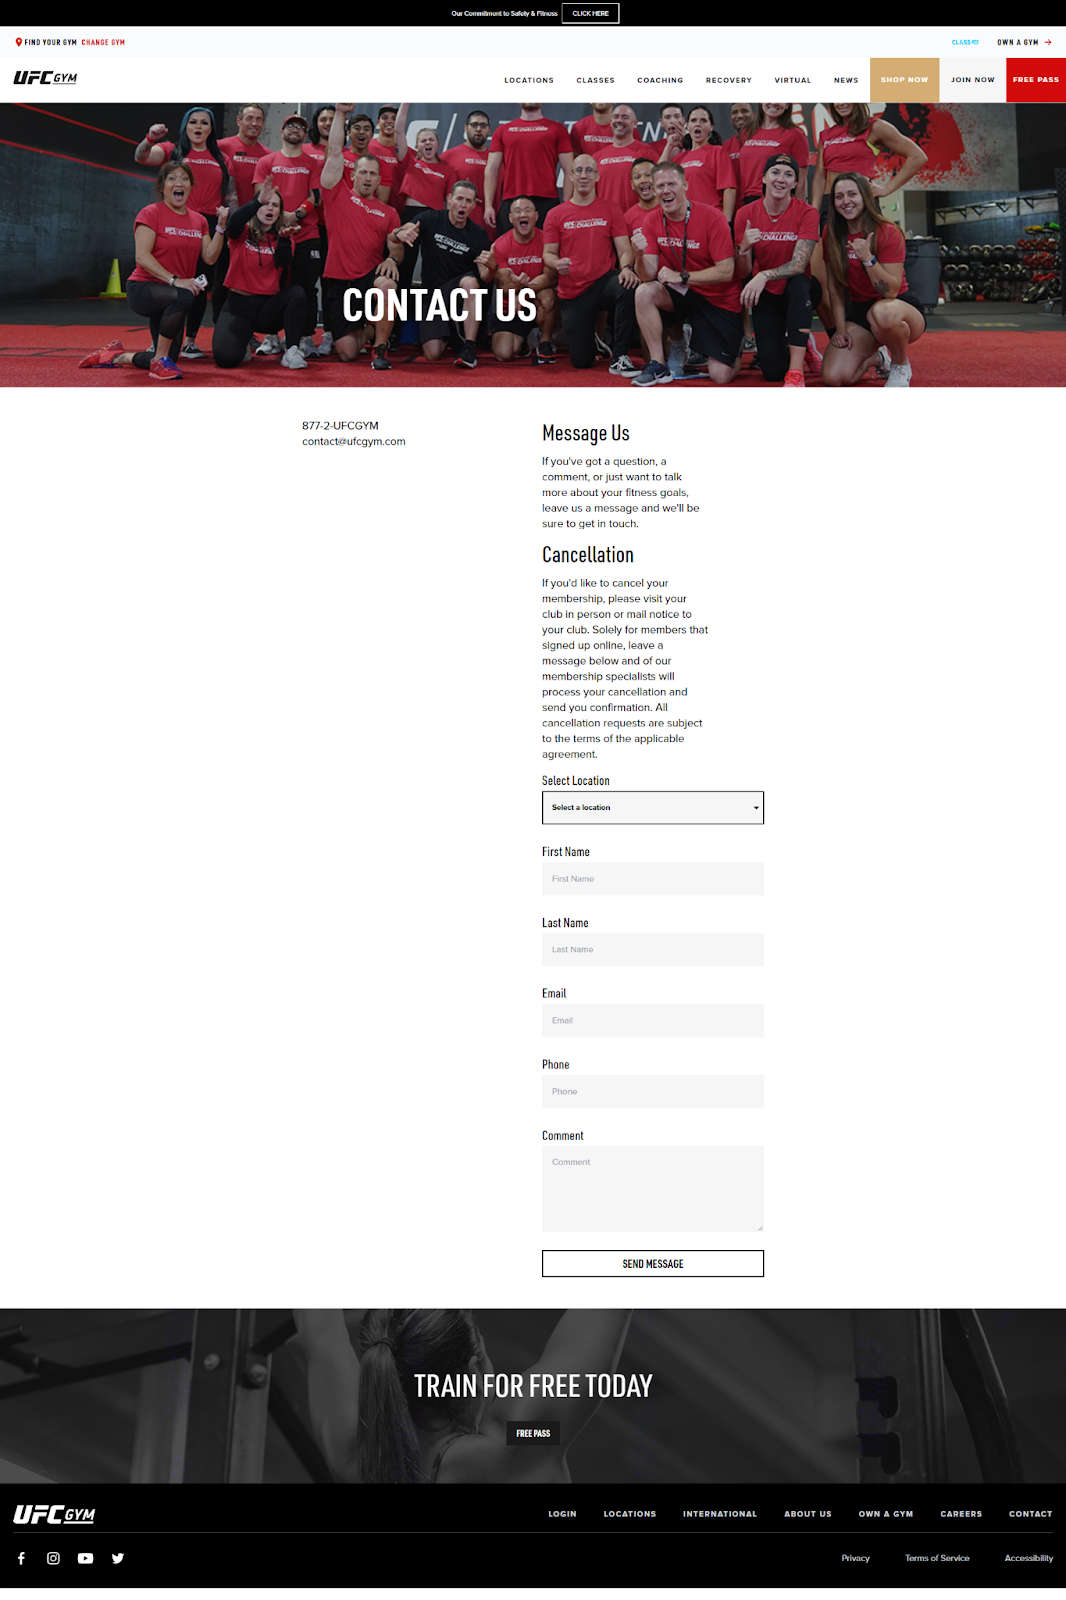 Our Commitment to Safety & Fitness CLICK HERE
FIND YOUR GYM CHANGE GYM
OWN A GYM
UFC GYM
LOCATIONS CLASSES COACHING RECOVERY VIRTUAL NEWS SHOP NOW JOIN NOW FREE PASS
CONTACT US
877-2-UFCGYM
contact@ufcgym.com
Message Us
If you've got a question, a
comment, or just want to talk
more about your fitness goals,
leave us a message and we'll be
sure to get in touch.
Cancellation
If you'd like to cancel your
membership, please visit your
club in person or mail notice to
your club. Solely for members that
signed up online, leave a
message below and of our
membership specialists will
process your cancellation and
send you confirmation. All
cancellation requests are subject
to the terms of the applicable
agreement.
Select Location
Select a location
First Name
First Name
Last Name
Last Name
Email
Email
Phone
Phone
Comment
Comment
SEND MESSAGE
TRAIN FOR FREE TODAY
FREE PASS
UFC GYM
LOGIN LOCATIONS INTERNATIONAL ABOUT US OWN A GYM CAREERS CONTACT
Privacy Terms of Service Accessibility